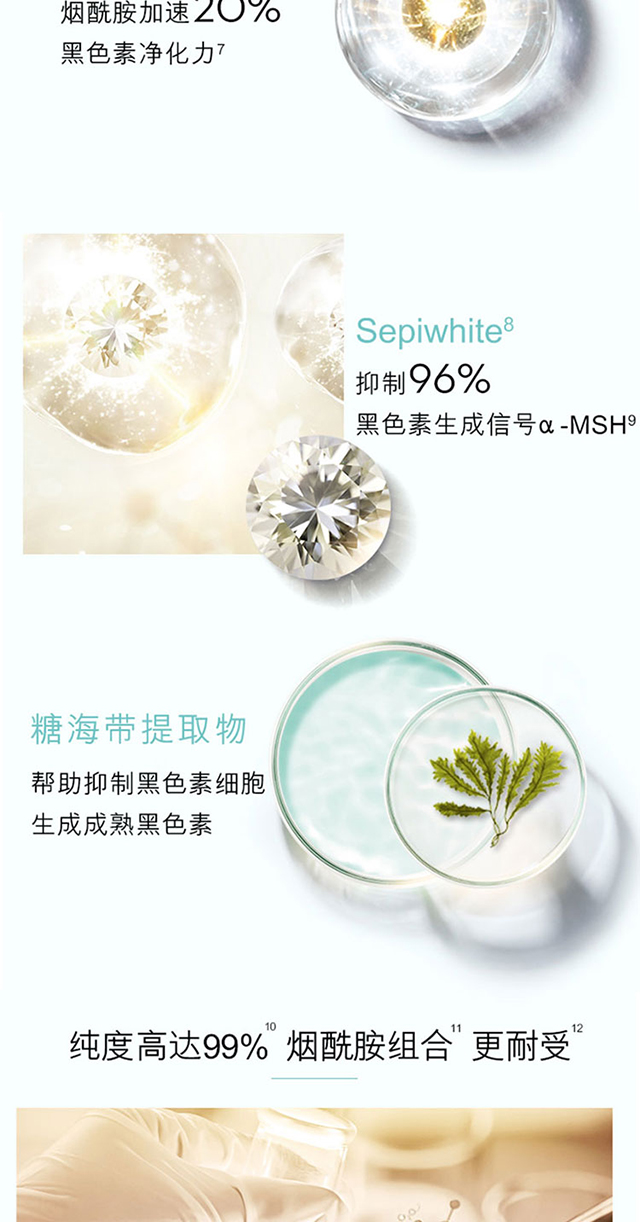 烟酰胺加速20%
黑色素净化力7
Sepiwhite8
抑制96%
黑色素生成信号α-MSH9
糖海带提取物
帮助抑制黑色素细胞
生成成熟黑色素
纯度高达99%10 烟酰胺组合11 更耐受12